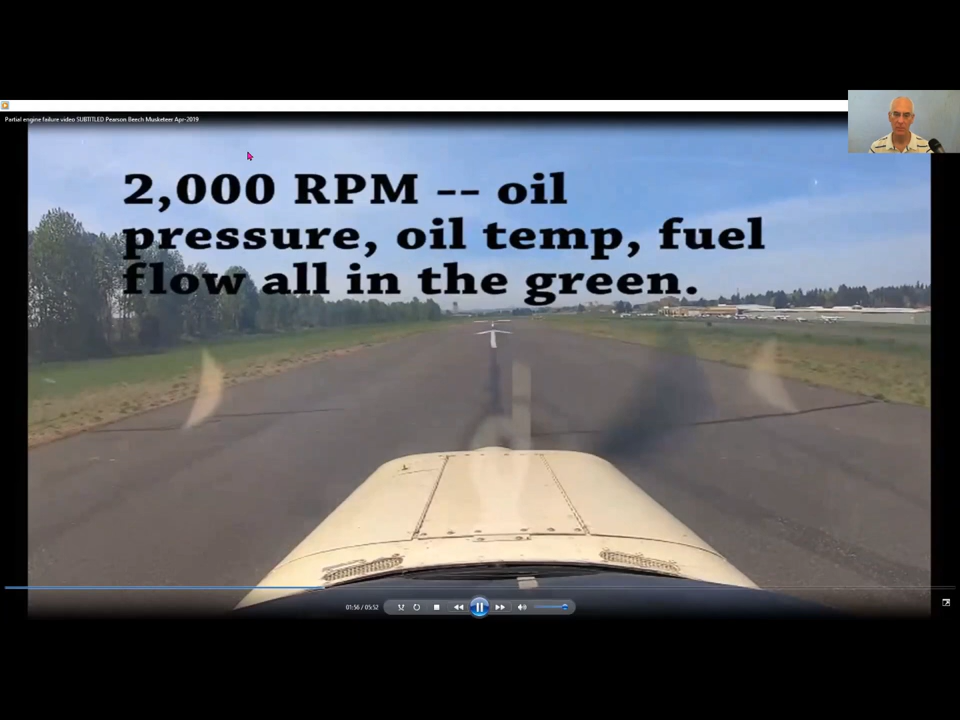 Partial engine failure video SUBTITLED Pearson Beech Musketeer Apr-2019
2,000 RPM -- oil
pressure, oil temp, fuel
flow all in the green.
01:56 / 05:52